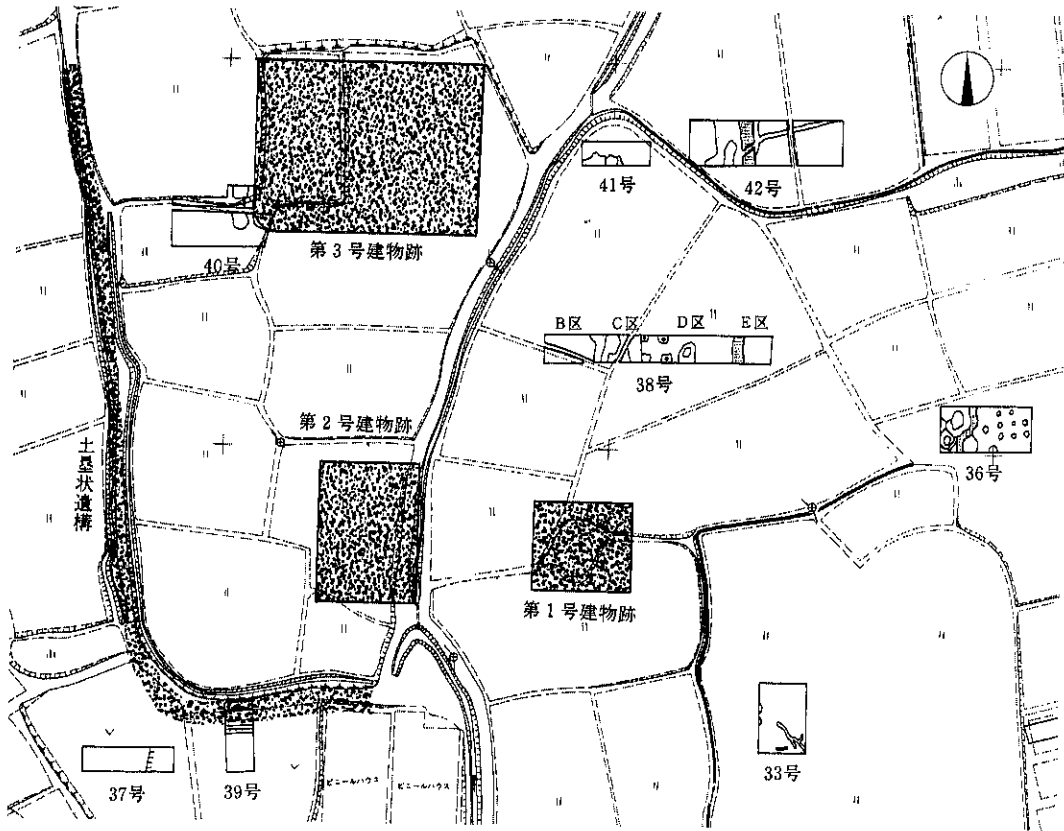 41号
42号
40号
第3号建物跡
B区 C区 D区 E区
38号
第2号建物跡
土塁状遺構
36号
第1号建物跡
33号
37号
39号
ビニールハウス
ビニールハウス